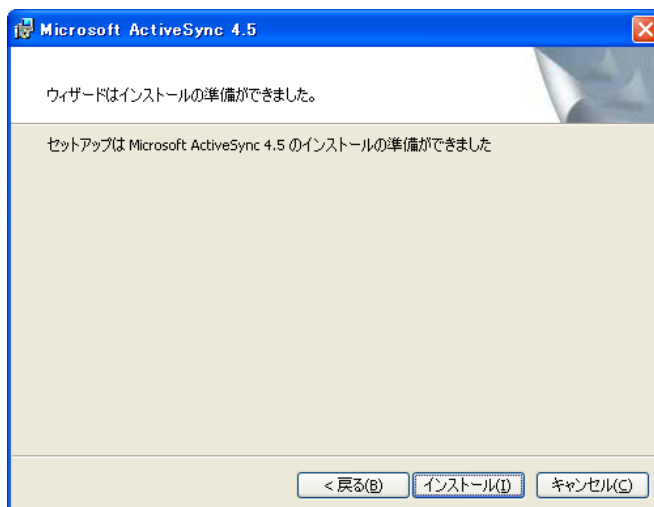 Microsoft ActiveSync 4.5
ウィザードはインストールの準備ができました。
セットアップは Microsoft ActiveSync 4.5 のインストールの準備ができました
< 戻る(B)
インストール(I)
キャンセル(C)